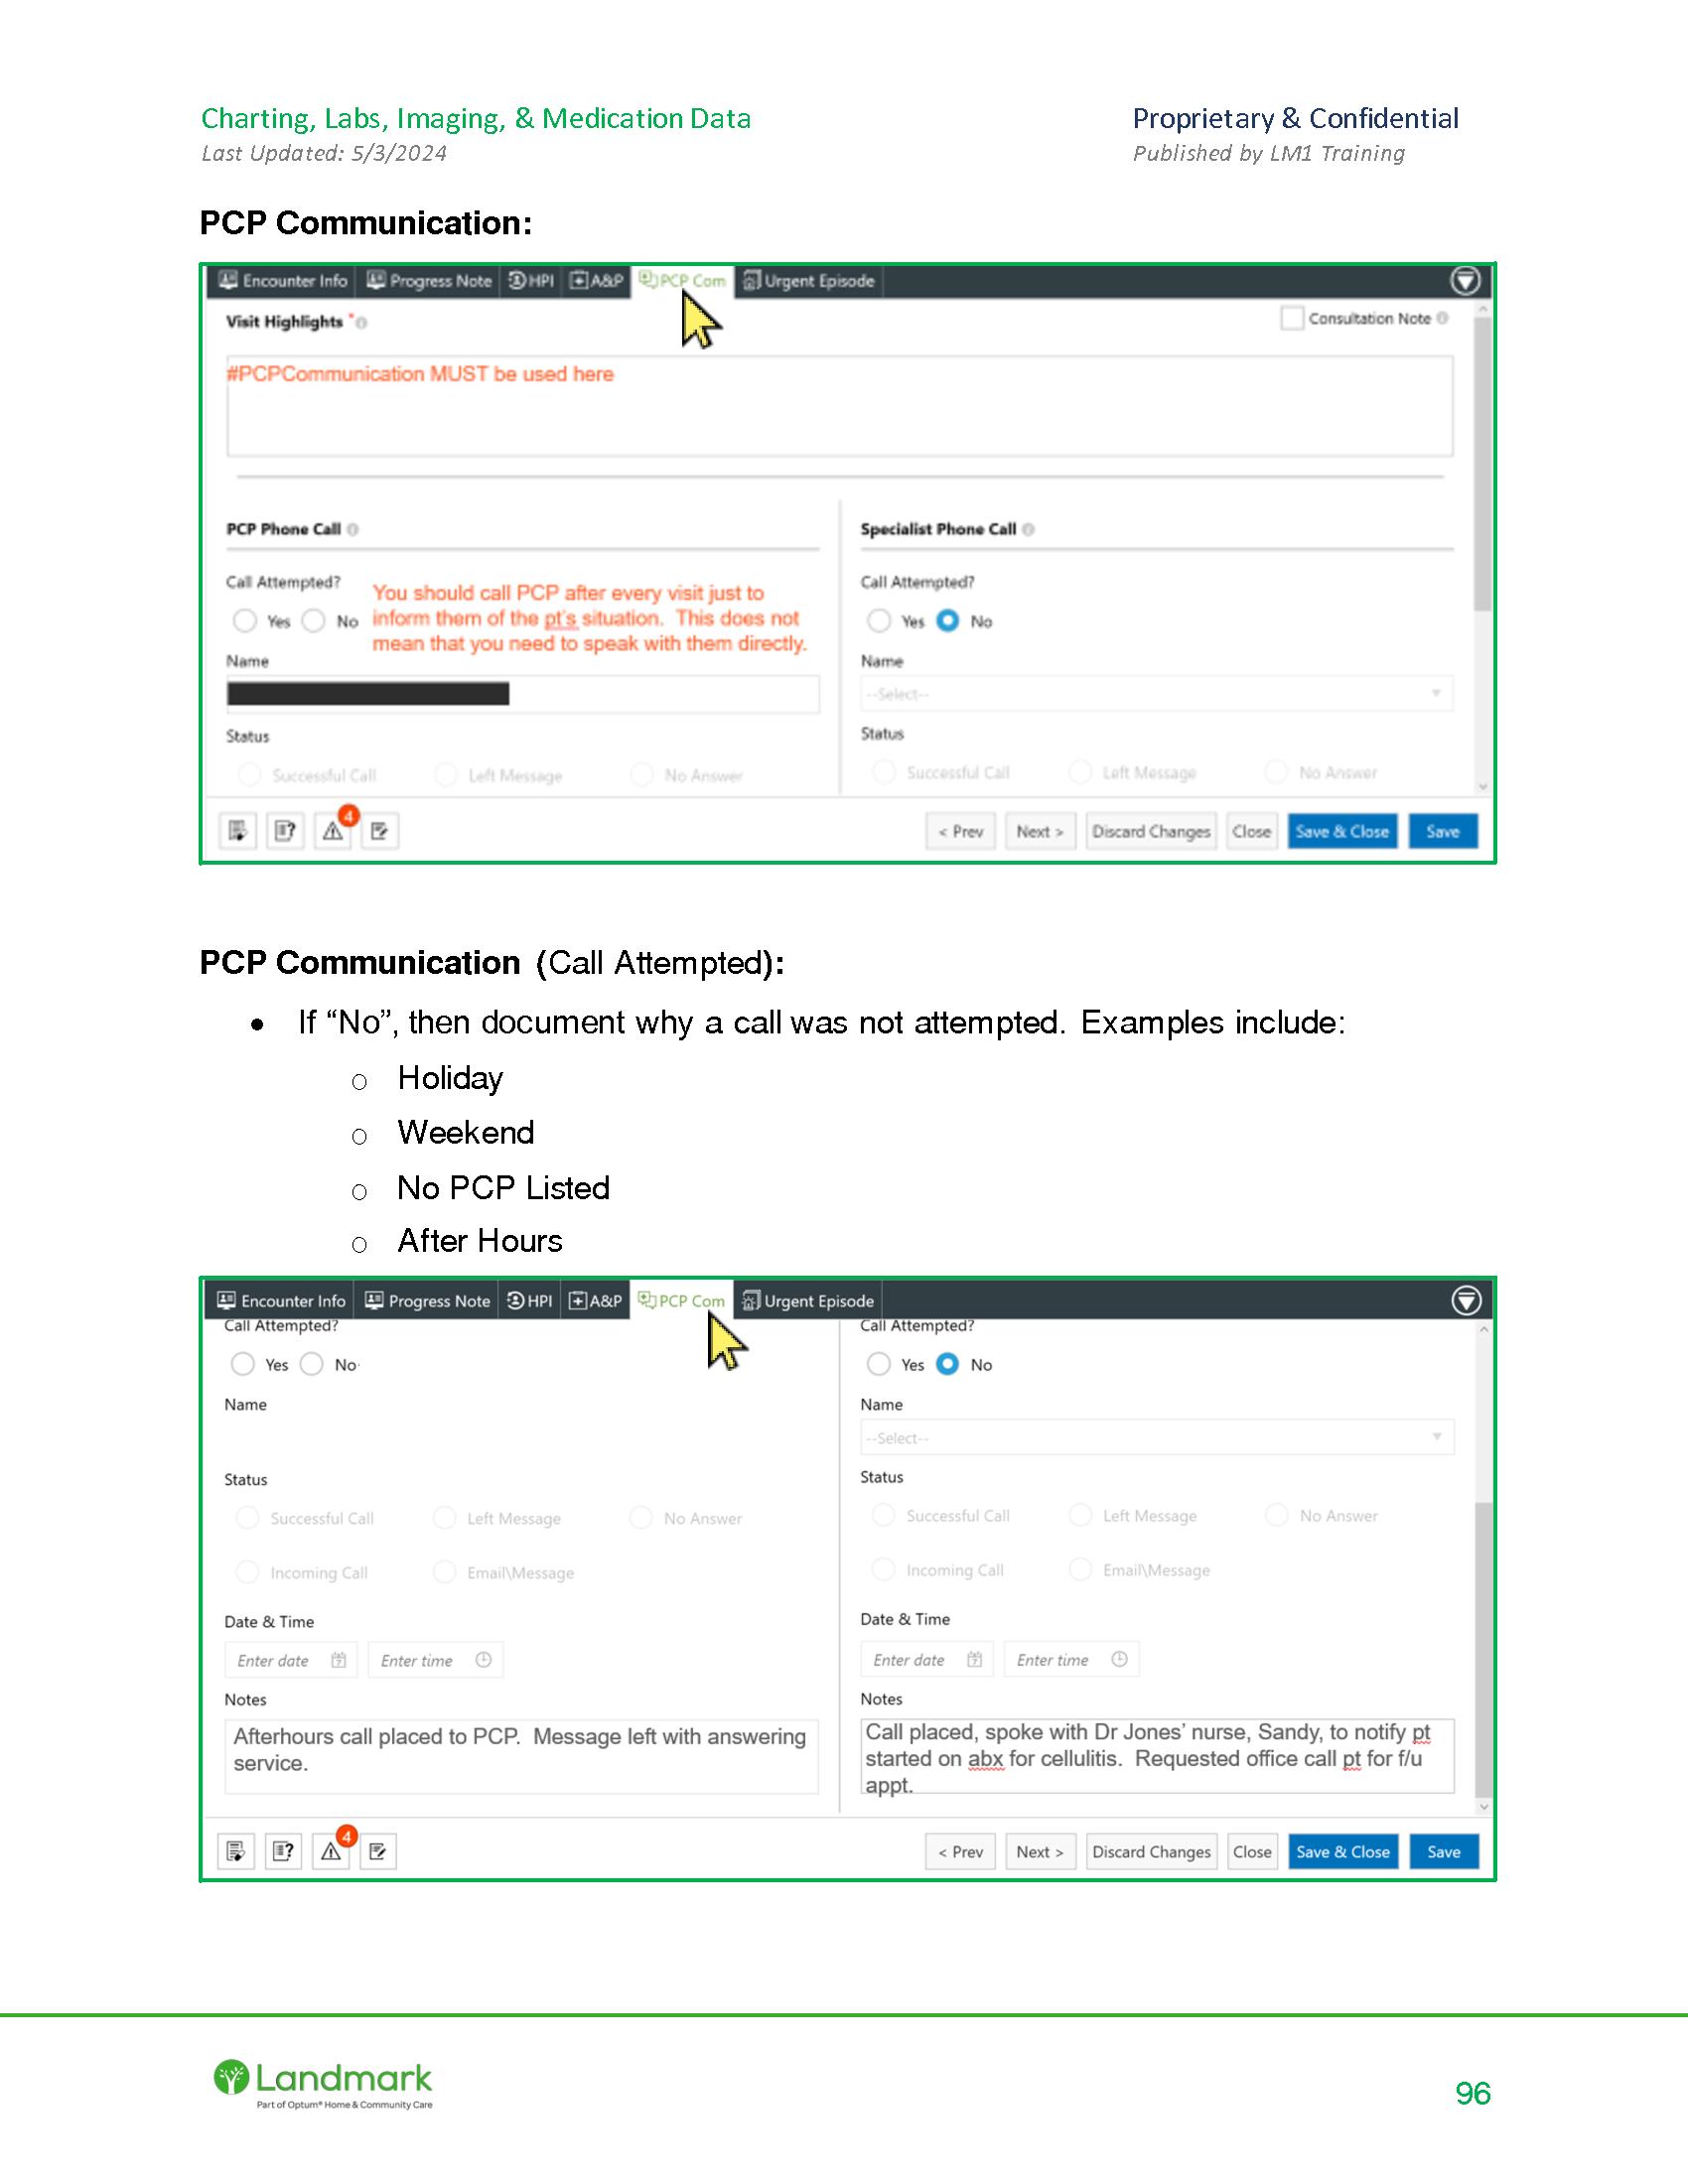 Charting, Labs, Imaging, & Medication Data
Last Updated: 5/3/2024
Proprietary & Confidential
Published by LM1 Training
PCP Communication:
Encounter Info Progress Note HPI A&P PCP Com Urgent Episode
Visit Highlights *
Consultation Note
#PCPCommunication MUST be used here
PCP Phone Call
Call Attempted?
Yes No
You should call PCP after every visit just to
inform them of the pt's situation. This does not
mean that you need to speak with them directly.
Name
Status
Successful Call Left Message No Answer
Specialist Phone Call
Call Attempted?
Yes No
Name
--Select--
Status
Successful Call Left Message No Answer
4
< Prev Next > Discard Changes Close Save & Close Save
PCP Communication (Call Attempted):
• If “No”, then document why a call was not attempted. Examples include:
o Holiday
o Weekend
o No PCP Listed
o After Hours
Encounter Info Progress Note HPI A&P PCP Com Urgent Episode
Call Attempted?
Yes No
Name
Status
Successful Call Left Message No Answer
Incoming Call Email\Message
Date & Time
Enter date Enter time
Notes
Afterhours call placed to PCP. Message left with answering
service.
Call Attempted?
Yes No
Name
--Select--
Status
Successful Call Left Message No Answer
Incoming Call Email\Message
Date & Time
Enter date Enter time
Notes
Call placed, spoke with Dr Jones’ nurse, Sandy, to notify pt
started on abx for cellulitis. Requested office call pt for f/u
appt.
4
< Prev Next > Discard Changes Close Save & Close Save
Landmark
Part of Optum® Home & Community Care
96